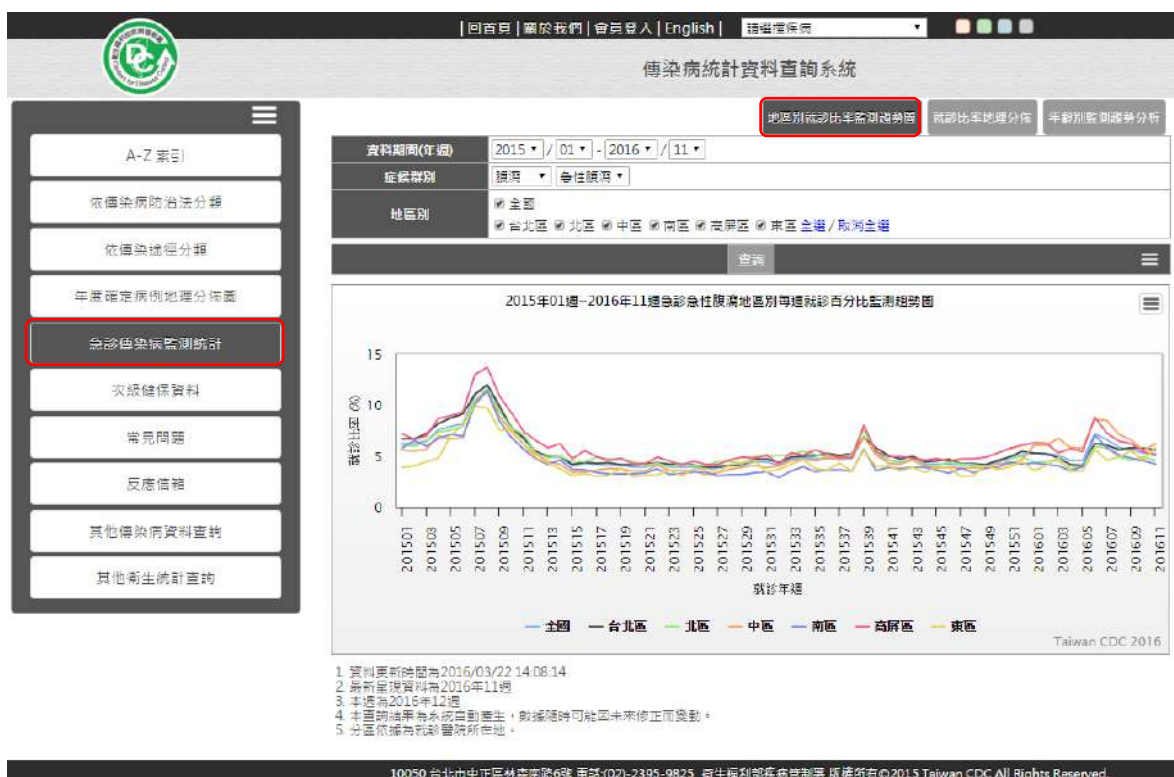 |回首頁|關於我們|會員登入|English| 請選擇疾病
傳染病統計資料查詢系統
地區別就診比率監測趨勢圖 就診比率地理分佈 年齡別監測趨勢分析
A-Z 索引
依傳染病防治法分類
依傳染途徑分類
年度確定病例地理分佈圖
急診傳染病監測統計
次級健保資料
常見問題
反應信箱
其他傳染病資料查詢
其他衛生統計查詢
資料期間(年週) 2015 / 01 - 2016 / 11
症候群別 腹瀉 急性腹瀉
地區別 全國
台北區 北區 中區 南區 高屏區 東區 全選 / 取消全選
查詢
2015年01週--2016年11週急診急性腹瀉地區別每週就診百分比監測趨勢圖
就診百分比 (%)
15
10
5
0
201501 201503 201505 201507 201509 201511 201513 201515 201517 201519 201521 201523 201525 201527 201529 201531 201533 201535 201537 201539 201541 201543 201545 201547 201549 201551 201601 201603 201605 201607 201609 201611
就診年週
全國 台北區 北區 中區 南區 高屏區 東區
Taiwan CDC 2016
1. 資料更新時間為2016/03/22 14:08:14
2. 最新呈現資料為2016年11週
3. 本週為2016年12週
4. 本查詢結果為系統自動產生，數據隨時可能因未來修正而變動。
5. 分區依據為就診醫院所在地。
10050 台北市中正區林森南路6號 電話:(02)-2395-9825 衛生福利部疾病管制署 版權所有©2015 Taiwan CDC All Rights Reserved.